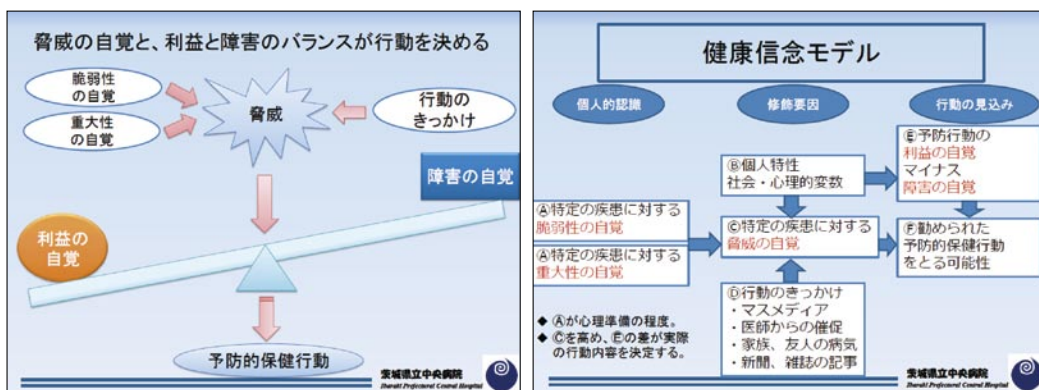 脅威の自覚と、利益と障害のバランスが行動を決める
脆弱性
の自覚
重大性
の自覚
脅威
行動の
きっかけ
障害の自覚
利益の
自覚
予防的保健行動
茨城県立中央病院
Ibaraki Prefectural Central Hospital
健康信念モデル
個人的認識
修飾要因
行動の見込み
Ⓑ個人特性
社会・心理的変数
Ⓔ予防行動の
利益の自覚
マイナス
障害の自覚
Ⓐ特定の疾患に対する
脆弱性の自覚
Ⓐ特定の疾患に対する
重大性の自覚
Ⓒ特定の疾患に対する
脅威の自覚
Ⓕ勧められた
予防的保健行動
をとる可能性
Ⓓ行動のきっかけ
・マスメディア
・医師からの催促
・家族、友人の病気
・新聞、雑誌の記事
◆ Ⓐが心理準備の程度。
◆ Ⓒを高め、Ⓔの差が実際
の行動内容を決定する。
茨城県立中央病院
Ibaraki Prefectural Central Hospital